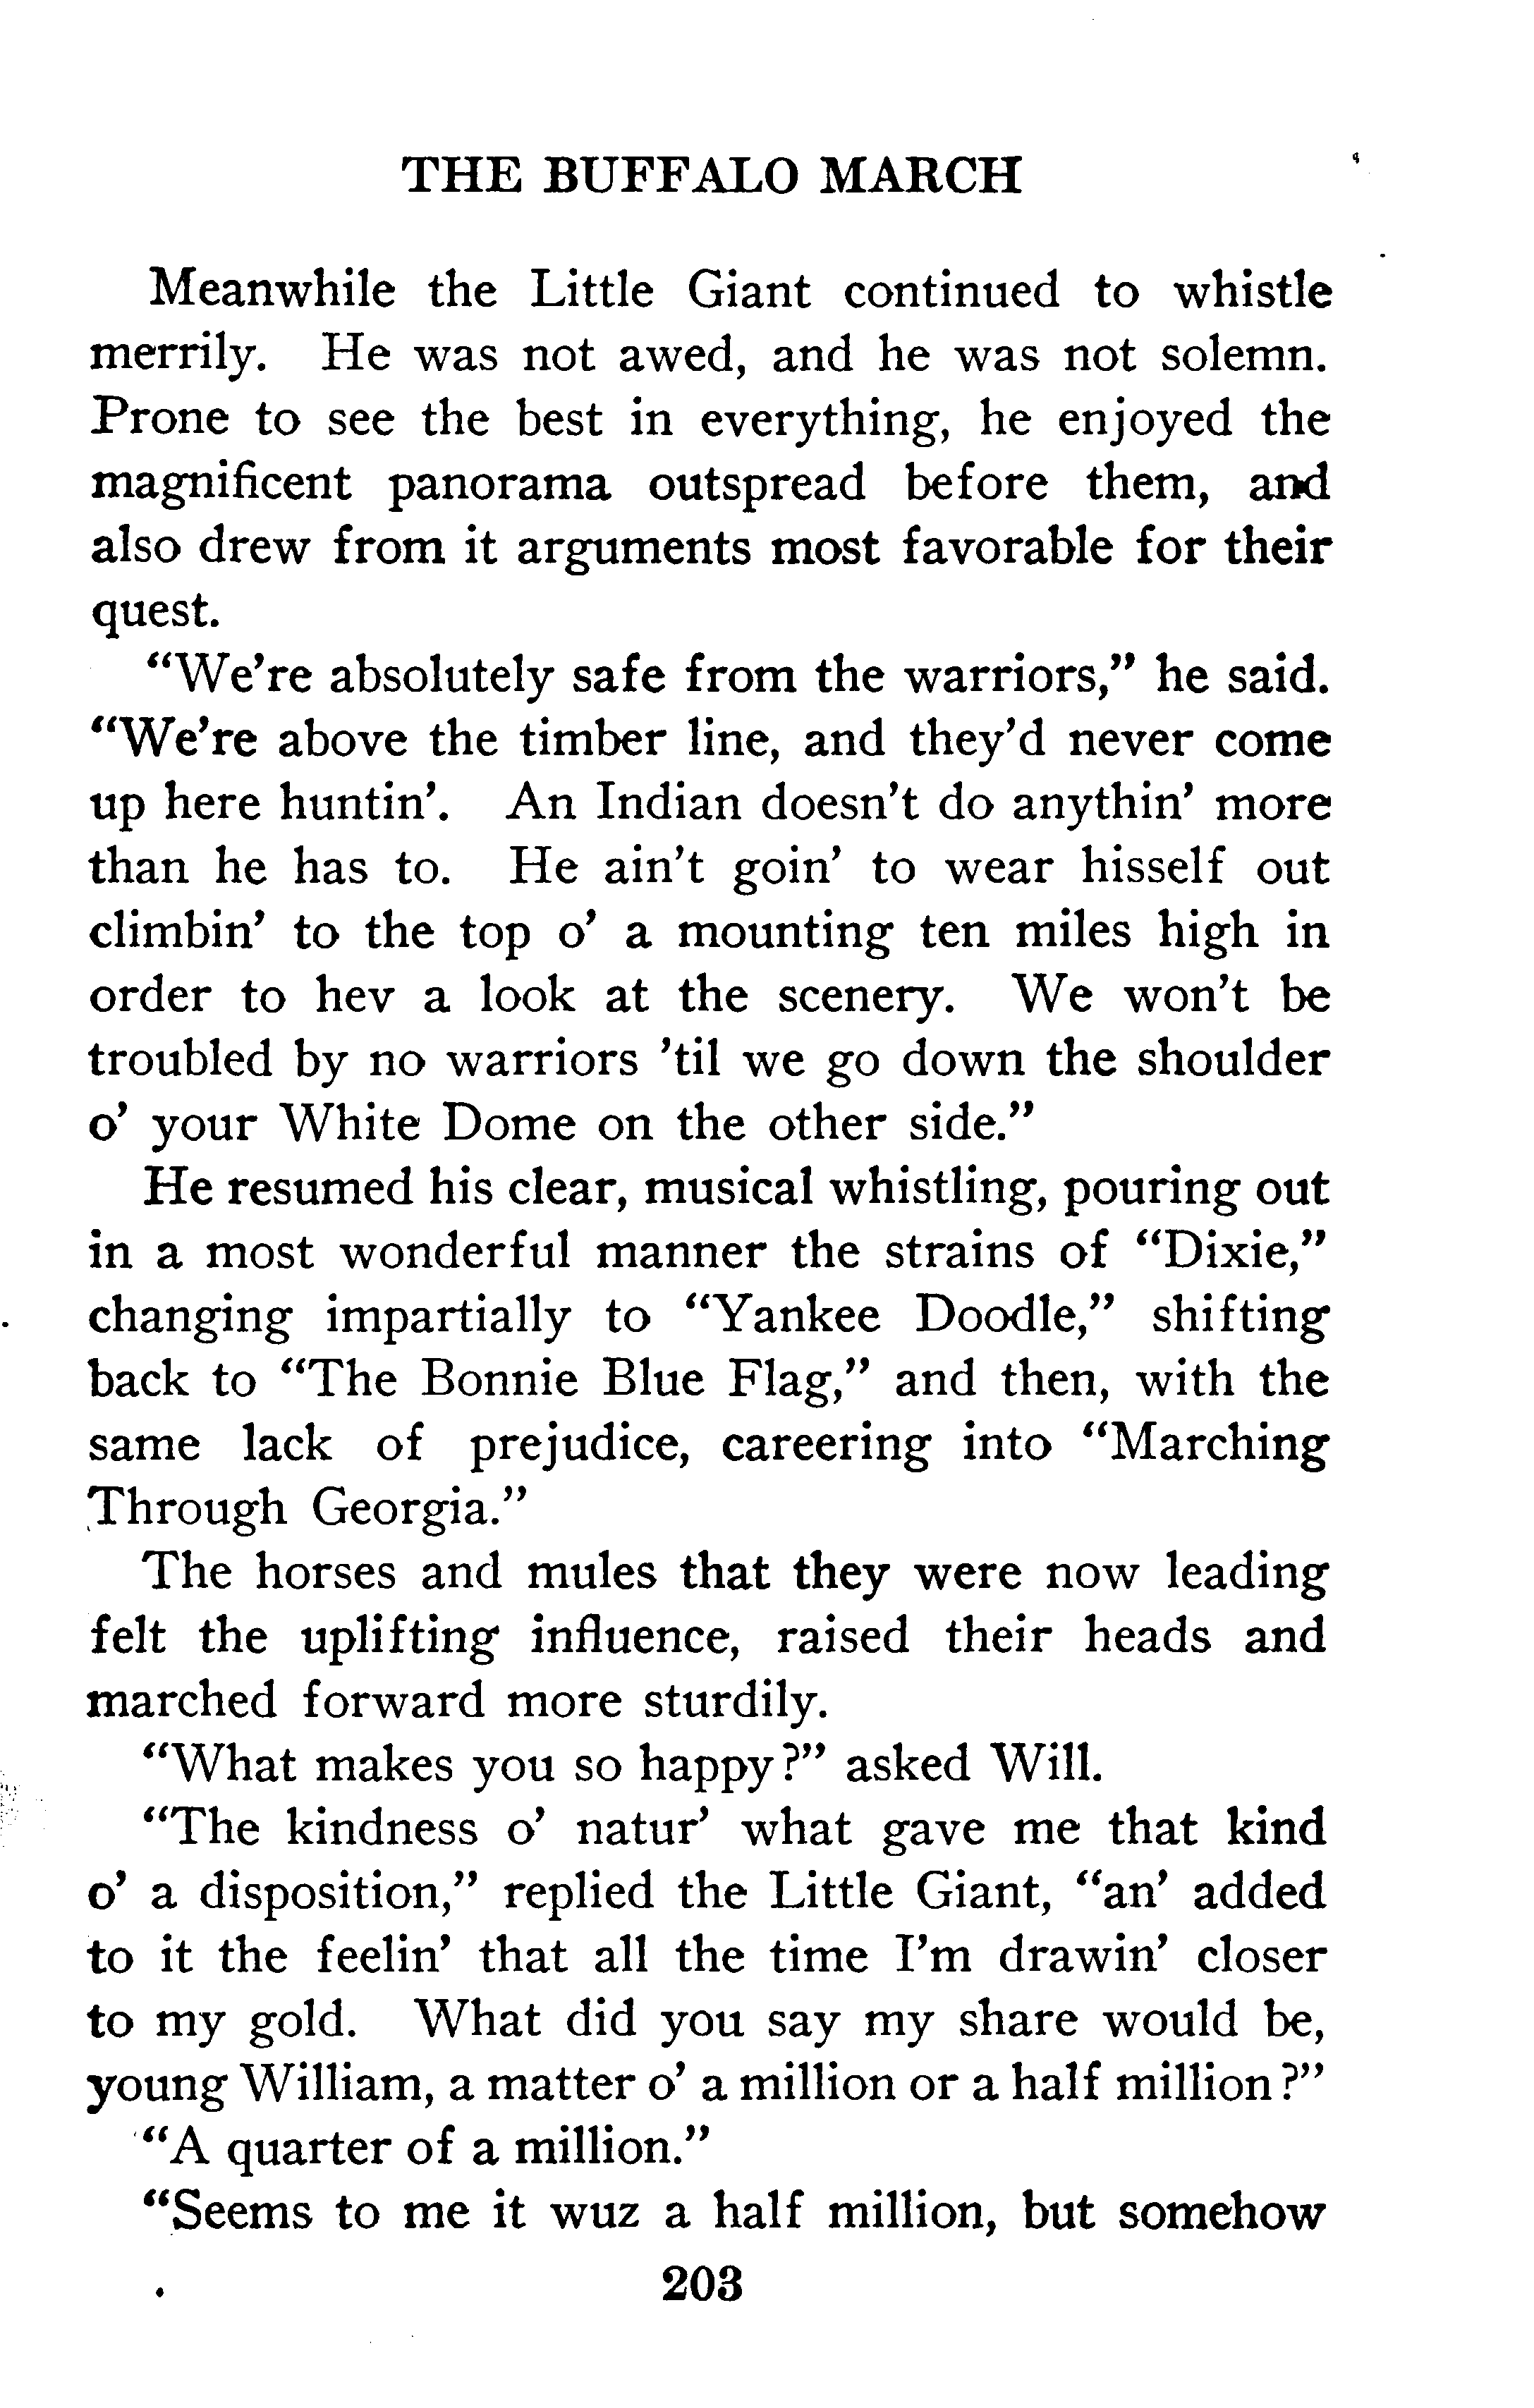 THE BUFFALO MARCH
Meanwhile the Little Giant continued to whistle
merrily. He was not awed, and he was not solemn.
Prone to see the best in everything, he enjoyed the
magnificent panorama outspread before them, and
also drew from it arguments most favorable for their
quest.
“We’re absolutely safe from the warriors,” he said.
“We’re above the timber line, and they’d never come
up here huntin’. An Indian doesn’t do anythin’ more
than he has to. He ain’t goin’ to wear hisself out
climbin’ to the top o’ a mounting ten miles high in
order to hev a look at the scenery. We won’t be
troubled by no warriors ’til we go down the shoulder
o’ your White Dome on the other side.”
He resumed his clear, musical whistling, pouring out
in a most wonderful manner the strains of “Dixie,”
changing impartially to “Yankee Doodle,” shifting
back to “The Bonnie Blue Flag,” and then, with the
same lack of prejudice, careering into “Marching
Through Georgia.”
The horses and mules that they were now leading
felt the uplifting influence, raised their heads and
marched forward more sturdily.
“What makes you so happy?” asked Will.
“The kindness o’ natur’ what gave me that kind
o’ a disposition,” replied the Little Giant, “an’ added
to it the feelin’ that all the time I’m drawin’ closer
to my gold. What did you say my share would be,
young William, a matter o’ a million or a half million?”
“A quarter of a million.”
“Seems to me it wuz a half million, but somehow
203